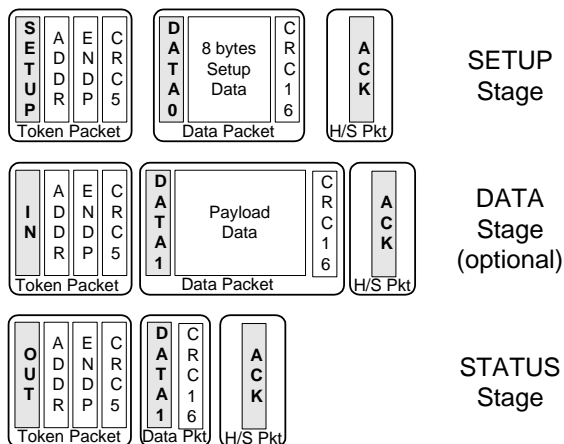 SETUP
ADDR
ENDP
CRC5
Token Packet
DATA0
8 bytes
Setup
Data
CRC16
Data Packet
ACK
H/S Pkt
SETUP
Stage
IN
ADDR
ENDP
CRC5
Token Packet
DATA1
Payload
Data
CRC16
Data Packet
ACK
H/S Pkt
DATA
Stage
(optional)
OUT
ADDR
ENDP
CRC5
Token Packet
DATA1
CRC16
Data Pkt
ACK
H/S Pkt
STATUS
Stage